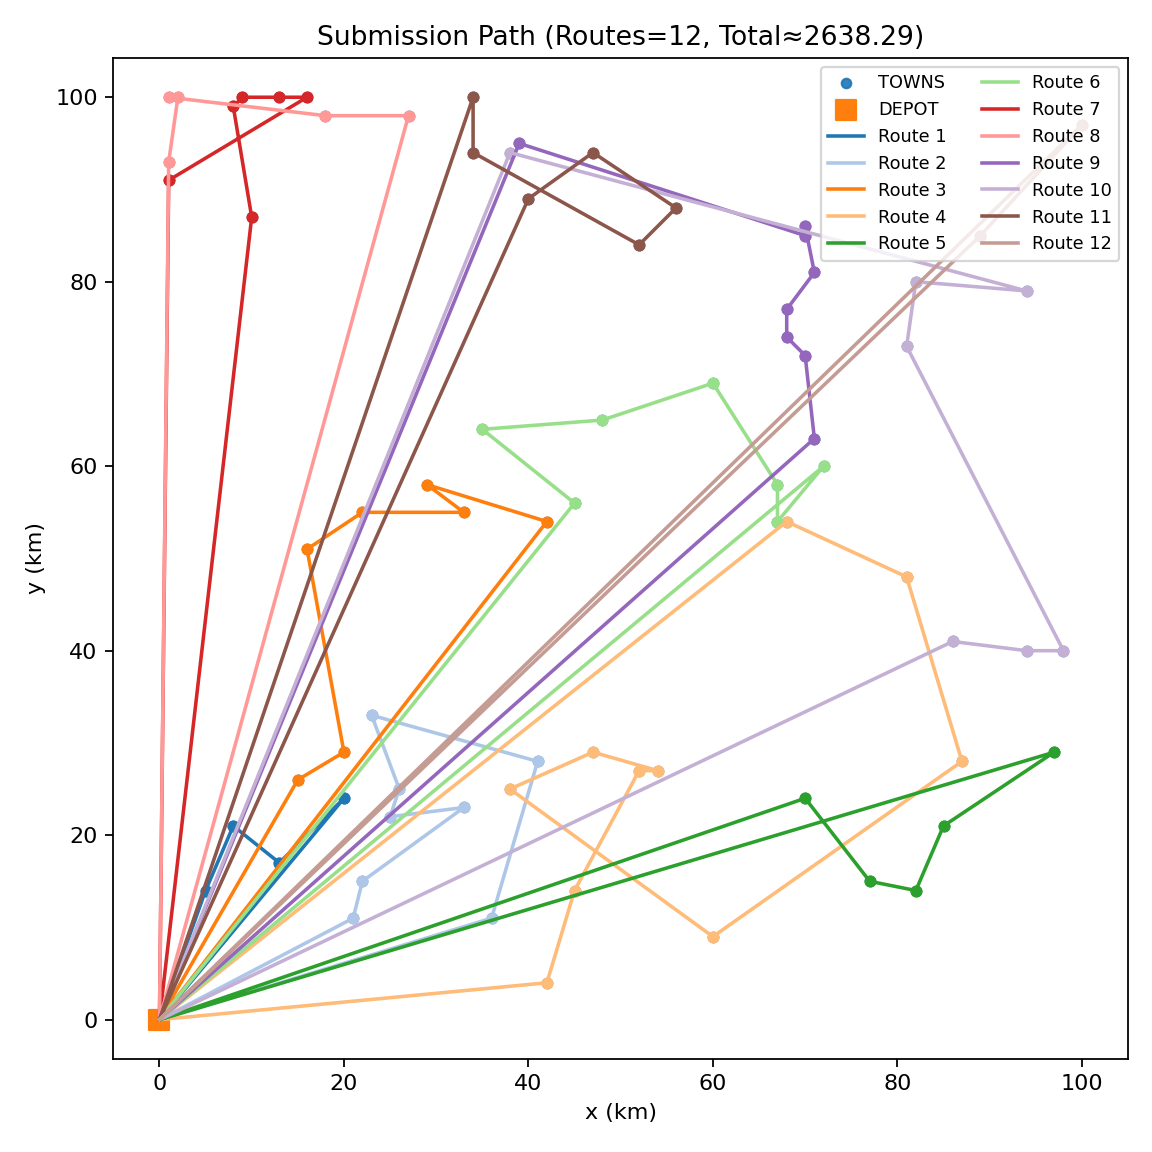 Submission Path (Routes=12, Total≈2638.29)
TOWNS
DEPOT
Route 1
Route 2
Route 3
Route 4
Route 5
Route 6
Route 7
Route 8
Route 9
Route 10
Route 11
Route 12
y (km)
100
80
60
40
20
0
0 20 40 60 80 100
x (km)